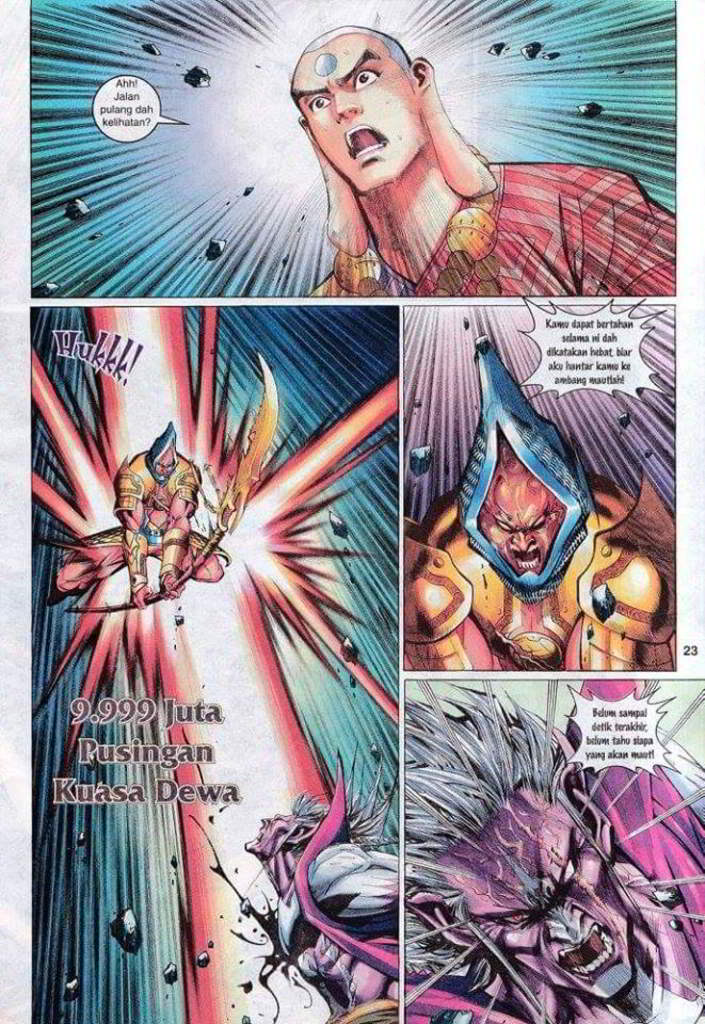 Ahh!
Jalan
pulang dah
kelihatan?
Hukkk!
Kamu dapat bertahan
selama ni dah
dikatakan hebat, biar
aku hantar kamu ke
ambang mautlah!
9.999 Juta
Pusingan
Kuasa Dewa
23
Belum sampai
detik terakhir,
belum tahu siapa
yang akan maut!